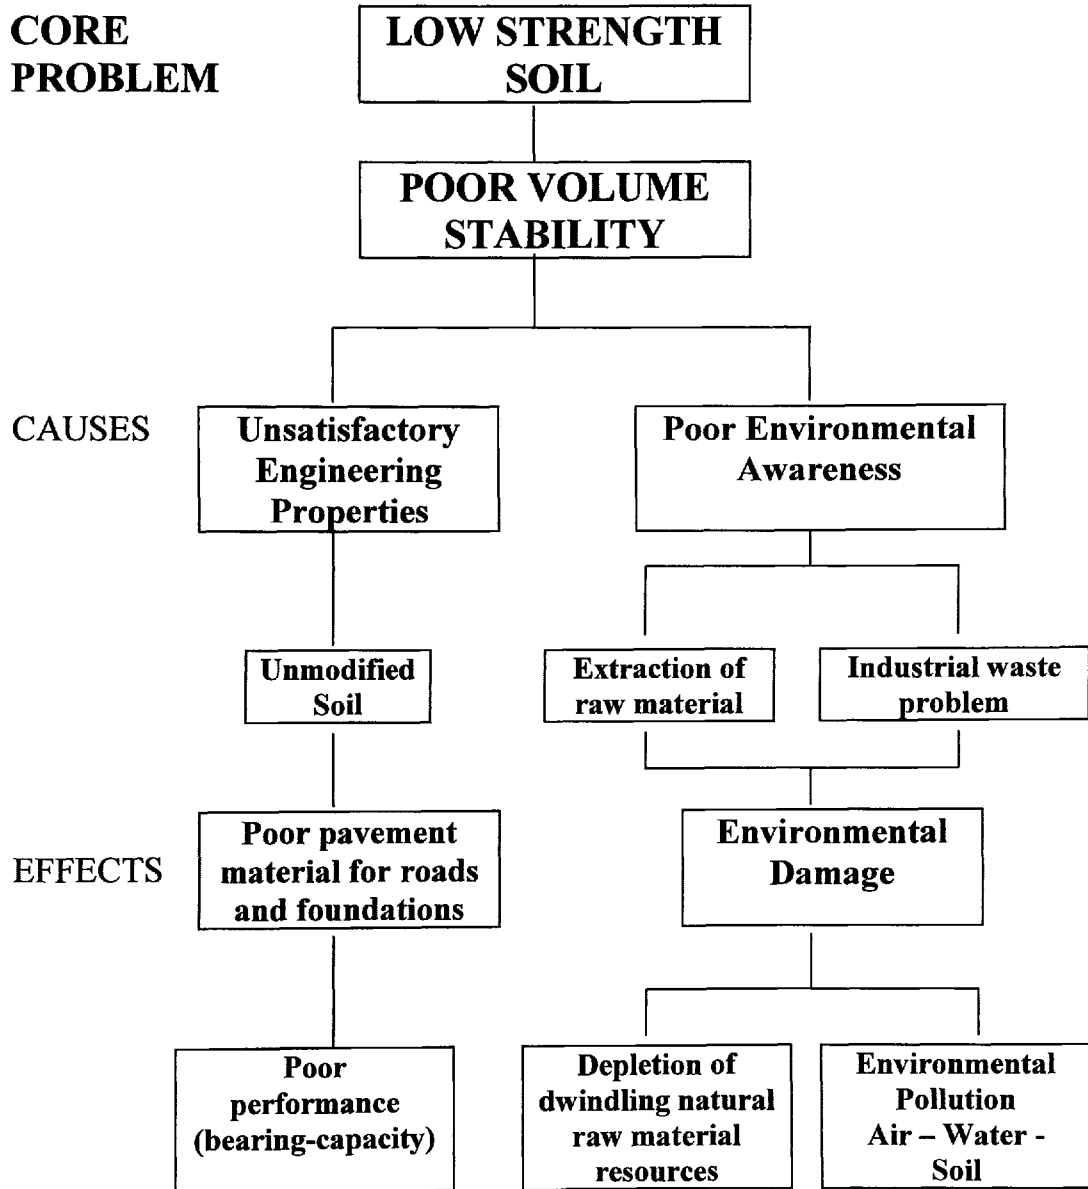 CORE
PROBLEM
LOW STRENGTH
SOIL
POOR VOLUME
STABILITY
CAUSES
Unsatisfactory
Engineering
Properties
Poor Environmental
Awareness
Unmodified
Soil
Extraction of
raw material
Industrial waste
problem
EFFECTS
Poor pavement
material for roads
and foundations
Environmental
Damage
Poor
performance
(bearing-capacity)
Depletion of
dwindling natural
raw material
resources
Environmental
Pollution
Air – Water -
Soil